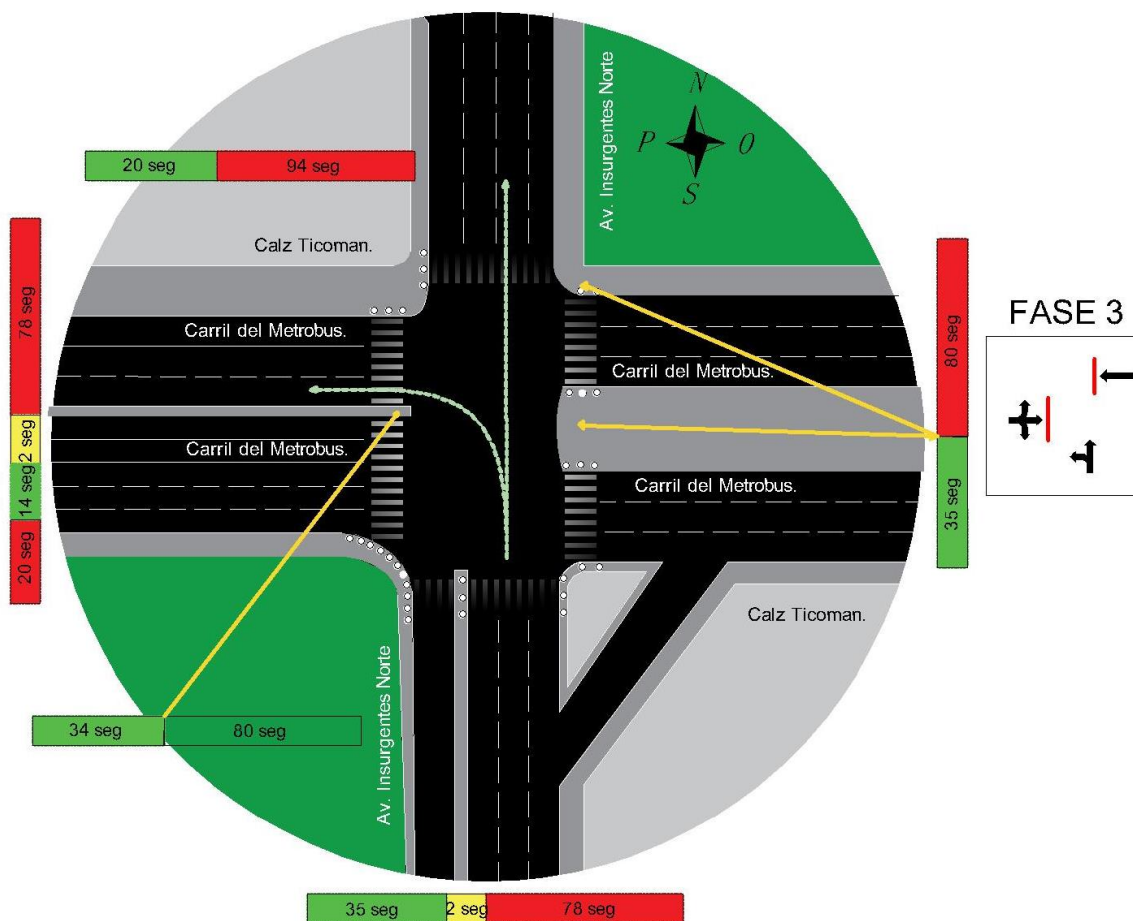 Av. Insurgentes Norte
N
P
O
S
20 seg
94 seg
Calz Ticoman.
78 seg
2 seg
14 seg
20 seg
Carril del Metrobus.
Carril del Metrobus.
Carril del Metrobus.
Carril del Metrobus.
80 seg
35 seg
FASE 3
Calz Ticoman.
34 seg
80 seg
Av. Insurgentes Norte
35 seg
2 seg
78 seg